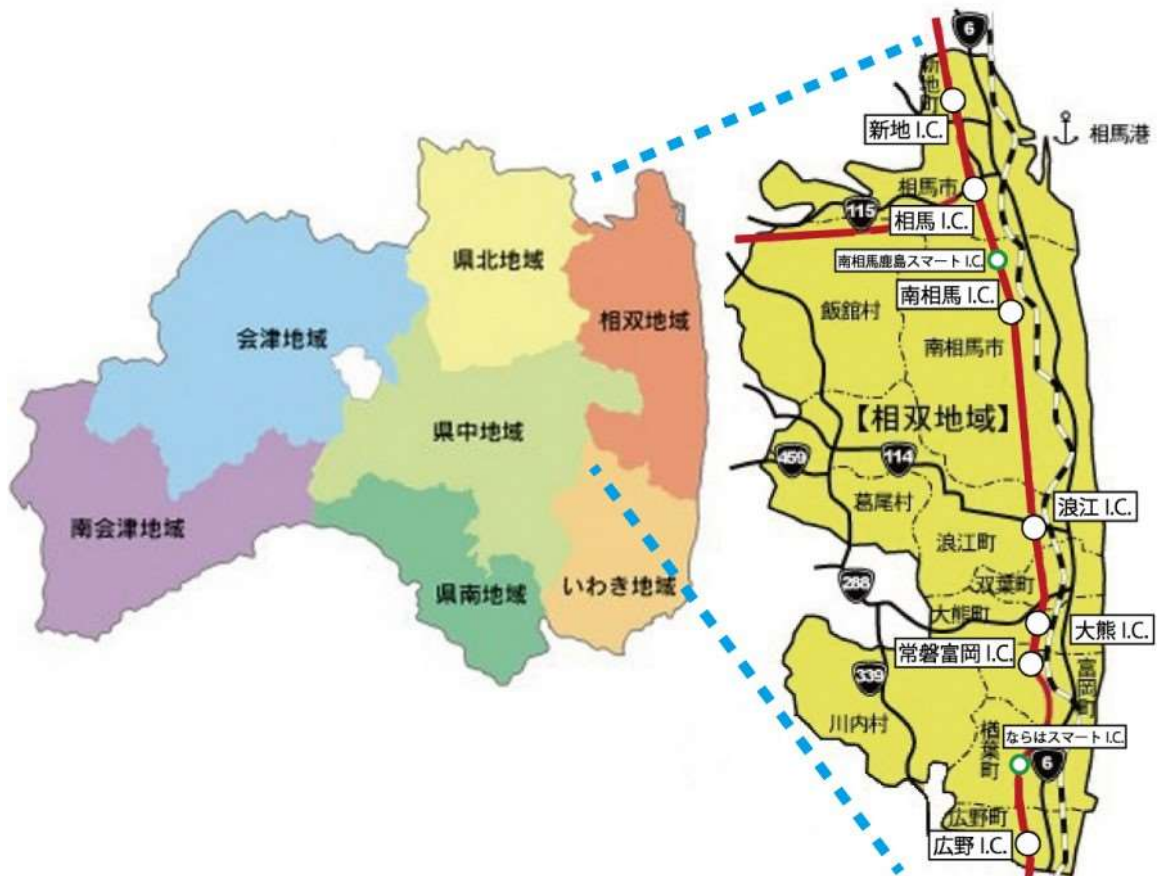 県北地域
会津地域
相双地域
県中地域
南会津地域
県南地域
いわき地域
6
新地町
新地 I.C.
相馬港
相馬市
115
相馬 I.C.
南相馬鹿島スマート I.C.
南相馬 I.C.
飯舘村
南相馬市
【相双地域】
459
114
葛尾村
浪江 I.C.
浪江町
双葉町
288
大熊町
大熊 I.C.
常磐富岡 I.C.
富岡町
339
川内村
ならはスマート I.C.
楢葉町
6
広野町
広野 I.C.